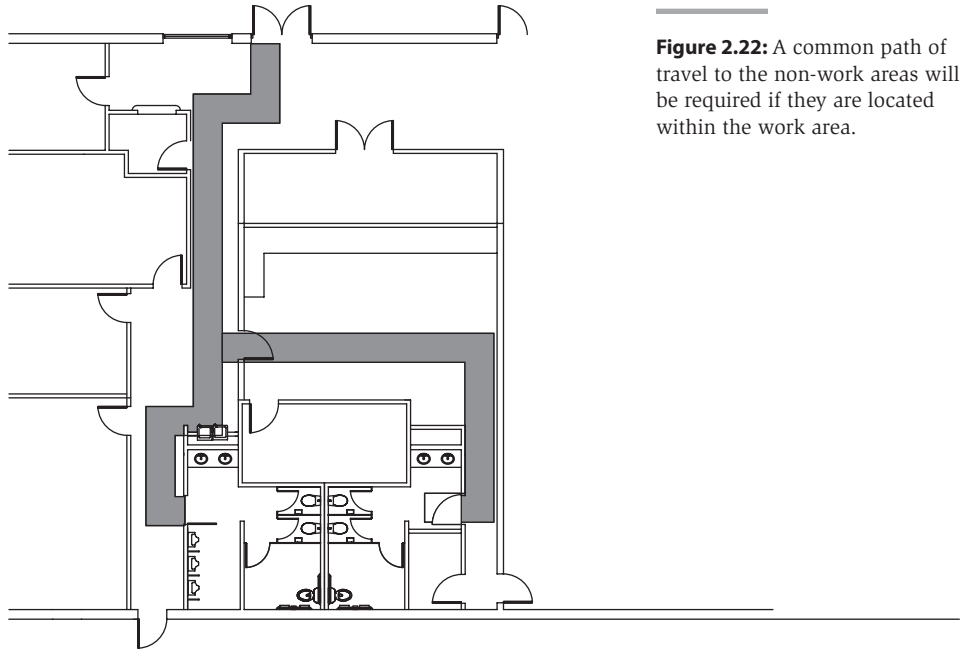 Figure 2.22: A common path of
travel to the non-work areas will
be required if they are located
within the work area.